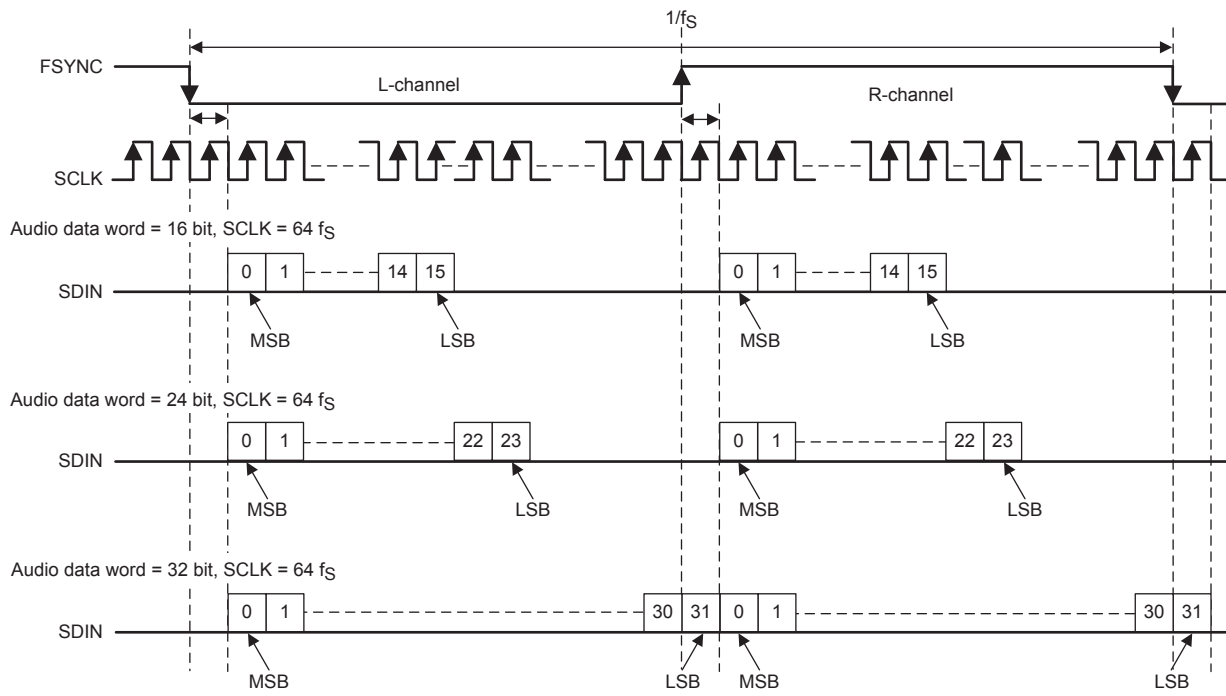 1/fS
FSYNC
L-channel
R-channel
SCLK
Audio data word = 16 bit, SCLK = 64 fS
0 1 14 15 0 1 14 15
SDIN
MSB LSB MSB LSB
Audio data word = 24 bit, SCLK = 64 fS
0 1 22 23 0 1 22 23
SDIN
MSB LSB MSB LSB
Audio data word = 32 bit, SCLK = 64 fS
0 1 30 31 0 1 30 31
SDIN
MSB LSB MSB LSB